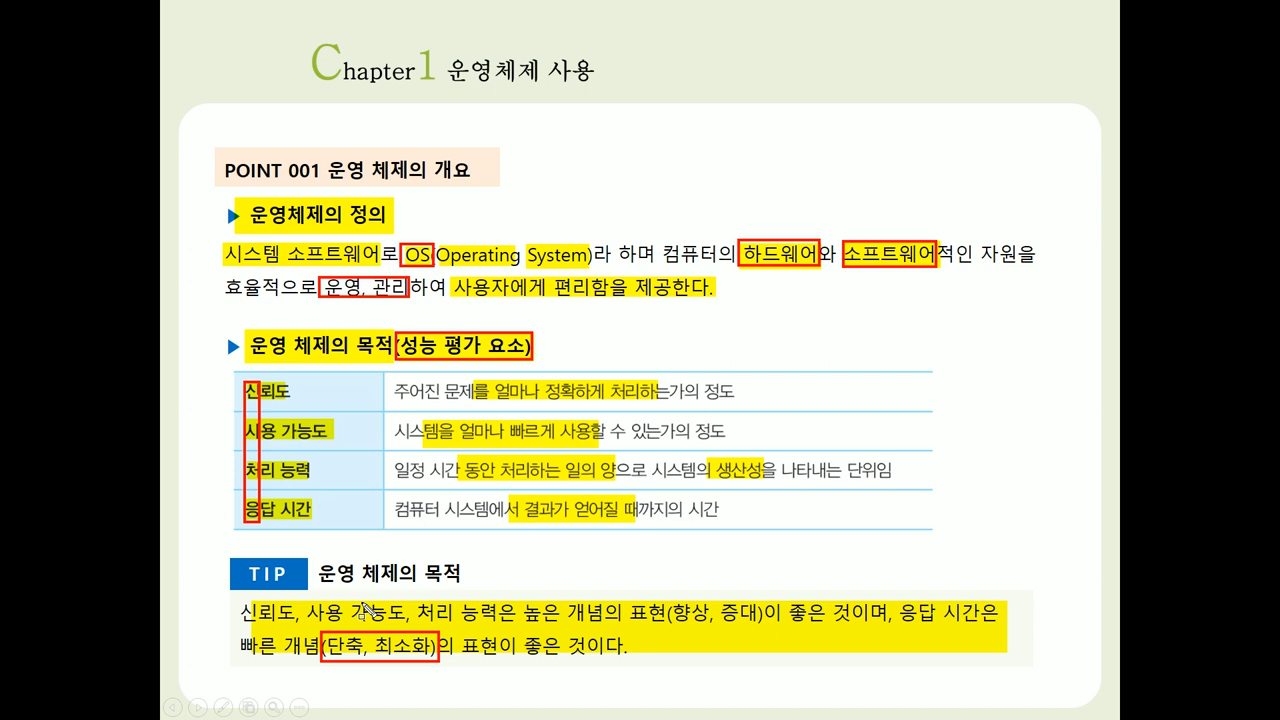 Chapter1 운영체제 사용
POINT 001 운영 체제의 개요
▶ 운영체제의 정의
시스템 소프트웨어로 OS(Operating System)라 하며 컴퓨터의 하드웨어와 소프트웨어적인 자원을
효율적으로 운영, 관리하여 사용자에게 편리함을 제공한다.
▶ 운영 체제의 목적(성능 평가 요소)
신뢰도 주어진 문제를 얼마나 정확하게 처리하는가의 정도
사용 가능도 시스템을 얼마나 빠르게 사용할 수 있는가의 정도
처리 능력 일정 시간 동안 처리하는 일의 양으로 시스템의 생산성을 나타내는 단위임
응답 시간 컴퓨터 시스템에서 결과가 얻어질 때까지의 시간
TIP 운영 체제의 목적
신뢰도, 사용 가능도, 처리 능력은 높은 개념의 표현(향상, 증대)이 좋은 것이며, 응답 시간은
빠른 개념(단축, 최소화)의 표현이 좋은 것이다.